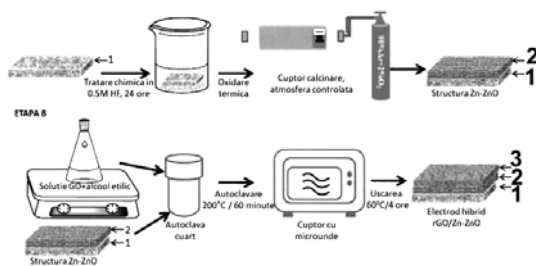 1
Tratare chimica
in 0.5M HF, 24 ore
Oxidare
termica
Cuptor calcinare,
atmosfera controlata
2
1
Structura Zn-ZnO
ETAPA B
Solutie GO+alcool etilic
2
1
Structura Zn-ZnO
Autoclava
cuart
Autoclavare
200°C / 60 minute
Cuptor cu
microunde
Uscarea
60°C/4 ore
3
2
1
Electrod hibrid
rGO/Zn-ZnO